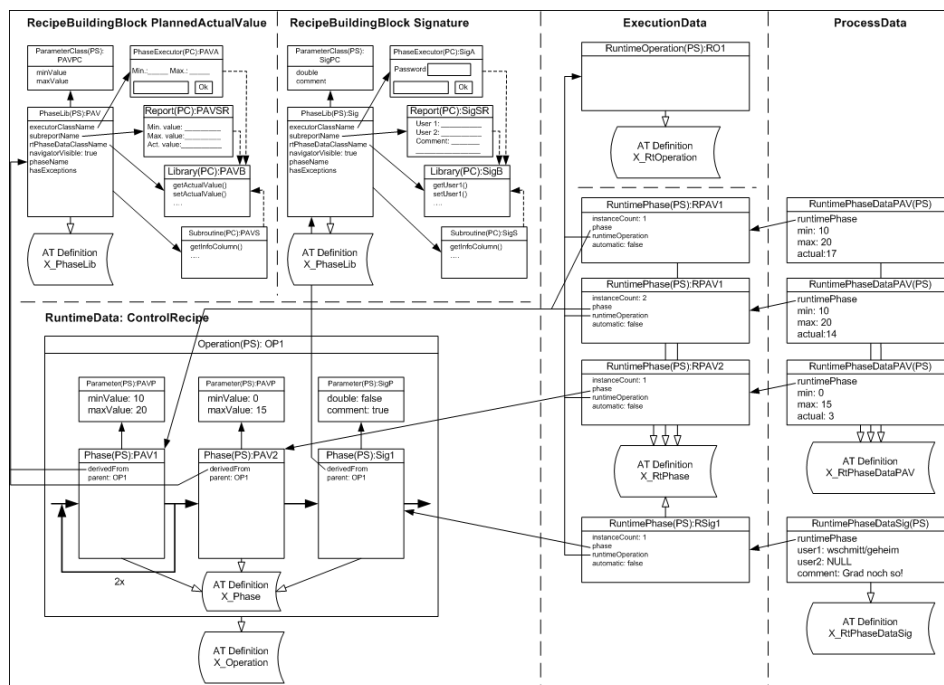 RecipeBuildingBlock PlannedActualValue
ParameterClass(PS):
PAVPC
minValue
maxValue
PhaseExecutor(PC):PAVA
Min.:_____ Max.: _____
Ok
PhaseLib(PS):PAV
executorClassName
subreportName
rtPhaseDataClassName
navigatorVisible: true
phaseName
hasExceptions
Report(PC):PAVSR
Min. value: ________
Max. value:________
Act. value:________
Library(PC):PAVB
getActualValue()
setActualValue()
....
Subroutine(PC):PAVS
getInfoColumn()
....
AT Definition
X_PhaseLib
RecipeBuildingBlock Signature
ParameterClass(PS):
SigPC
double
comment
PhaseExecutor(PC):SigA
Password
Ok
PhaseLib(PS):Sig
executorClassName
subreportName
rtPhaseDataClassName
navigatorVisible: true
phaseName
hasExceptions
Report(PC):SigSR
User 1: ________
User 2: ________
Comment: _______
Library(PC):SigB
getUser1()
setUser1()
....
Subroutine(PC):SigS
getInfoColumn()
....
AT Definition
X_PhaseLib
RuntimeData: ControlRecipe
Operation(PS): OP1
Parameter(PS):PAVP
minValue: 10
maxValue: 20
Parameter(PS):PAVP
minValue: 0
maxValue: 15
Parameter(PS):SigP
double: false
comment: true
Phase(PS):PAV1
derivedFrom
parent: OP1
Phase(PS):PAV2
derivedFrom
parent: OP1
Phase(PS):Sig1
derivedFrom
parent: OP1
2x
AT Definition
X_Phase
AT Definition
X_Operation
ExecutionData
RuntimeOperation(PS):RO1
AT Definition
X_RtOperation
RuntimePhase(PS):RPAV1
instanceCount: 1
phase
runtimeOperation
automatic: false
RuntimePhase(PS):RPAV1
instanceCount: 2
phase
runtimeOperation
automatic: false
RuntimePhase(PS):RPAV2
instanceCount: 1
phase
runtimeOperation
automatic: false
AT Definition
X_RtPhase
RuntimePhase(PS):RSig1
instanceCount: 1
phase
runtimeOperation
automatic: false
ProcessData
RuntimePhaseDataPAV(PS)
runtimePhase
min: 10
max: 20
actual:17
RuntimePhaseDataPAV(PS)
runtimePhase
min: 10
max: 20
actual:14
RuntimePhaseDataPAV(PS)
runtimePhase
min: 0
max: 15
actual: 3
AT Definition
X_RtPhaseDataPAV
RuntimePhaseDataSig(PS)
runtimePhase
user1: wschmitt/geheim
user2: NULL
comment: Grad noch so!
AT Definition
X_RtPhaseDataSig